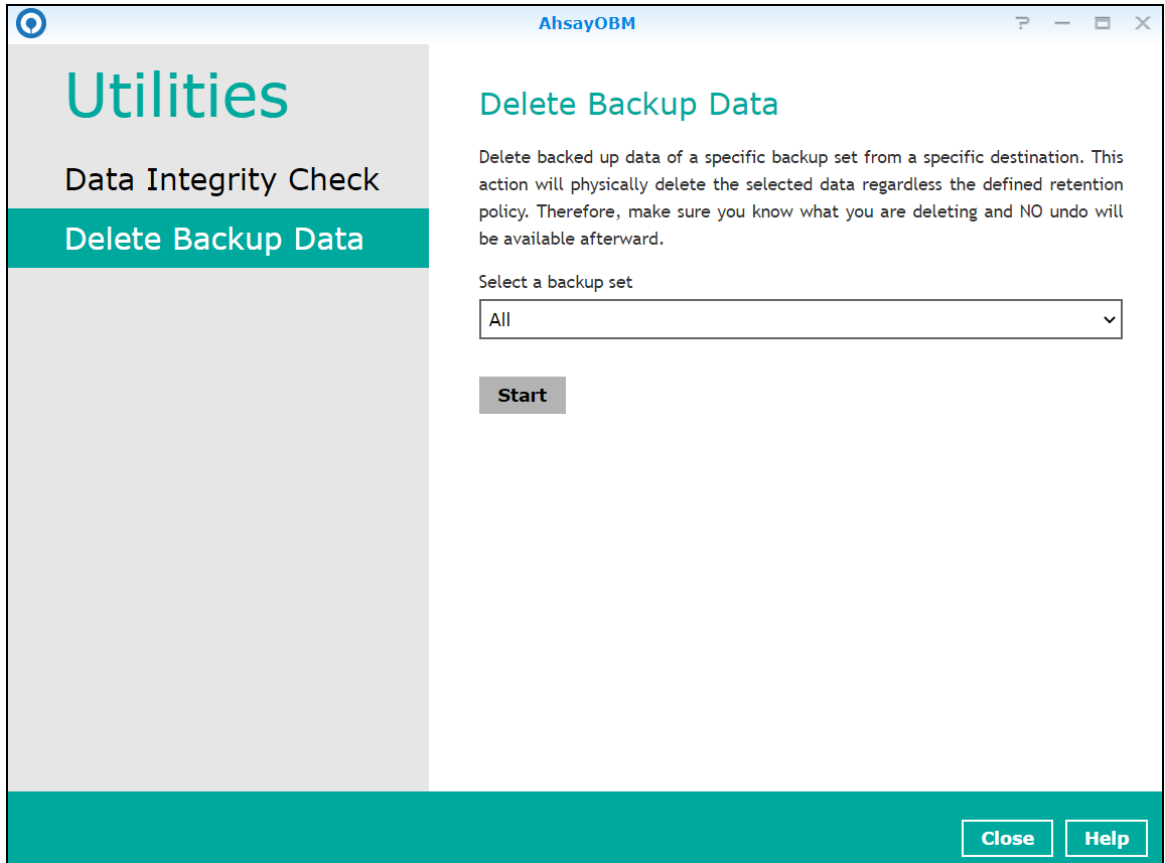 AhsayOBM
Utilities
Data Integrity Check
Delete Backup Data
Delete Backup Data
Delete backed up data of a specific backup set from a specific destination. This
action will physically delete the selected data regardless the defined retention
policy. Therefore, make sure you know what you are deleting and NO undo will
be available afterward.
Select a backup set
All
Start
Close
Help